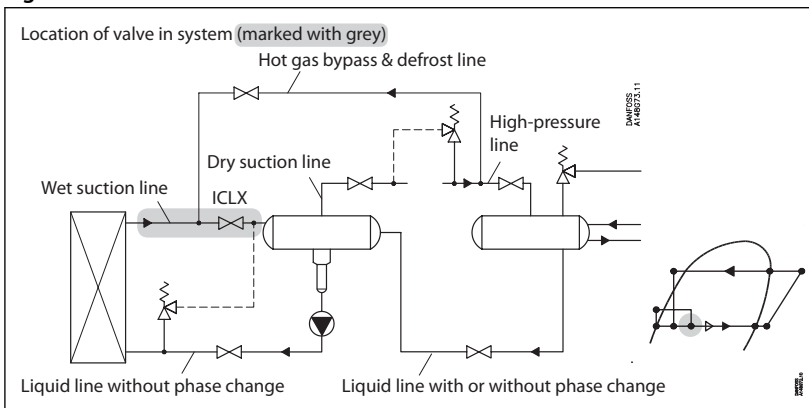 Location of valve in system (marked with grey)
Hot gas bypass & defrost line
DANFOSS
A14BG73.11
High-pressure
line
Dry suction line
Wet suction line
ICLX
Liquid line without phase change
Liquid line with or without phase change